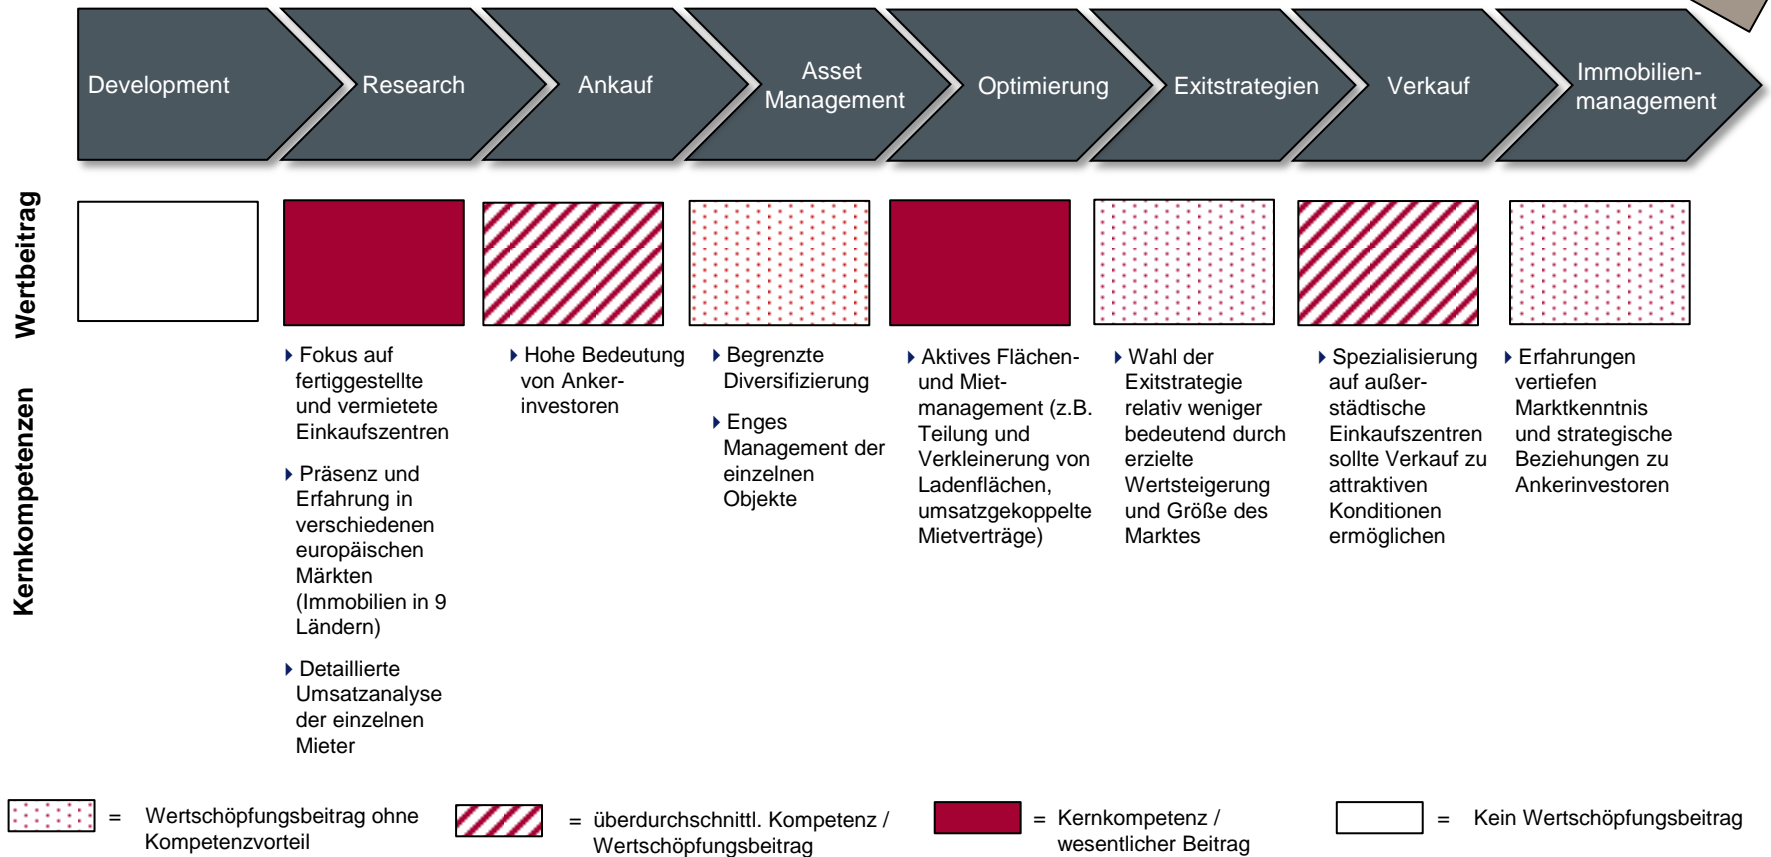 Development
Research
Ankauf
Asset
Management
Optimierung
Exitstrategien
Verkauf
Immobilien-
management
Wertbeitrag
Kernkompetenzen
Fokus auf
fertiggestellte
und vermietete
Einkaufszentren
Präsenz und
Erfahrung in
verschiedenen
europäischen
Märkten
(Immobilien in 9
Ländern)
Detaillierte
Umsatzanalyse
der einzelnen
Mieter
Hohe Bedeutung
von Anker-
investoren
Begrenzte
Diversifizierung
Enges
Management der
einzelnen
Objekte
Aktives Flächen-
und Miet-
management (z.B.
Teilung und
Verkleinerung von
Ladenflächen,
umsatzgekoppelte
Mietverträge)
Wahl der
Exitstrategie
relativ weniger
bedeutend durch
erzielte
Wertsteigerung
und Größe des
Marktes
Spezialisierung
auf außer-
städtische
Einkaufszentren
sollte Verkauf zu
attraktiven
Konditionen
ermöglichen
Erfahrungen
vertiefen
Marktkenntnis
und strategische
Beziehungen zu
Ankerinvestoren
= Wertschöpfungsbeitrag ohne
Kompetenzvorteil
= überdurchschnittl. Kompetenz /
Wertschöpfungsbeitrag
= Kernkompetenz /
wesentlicher Beitrag
= Kein Wertschöpfungsbeitrag